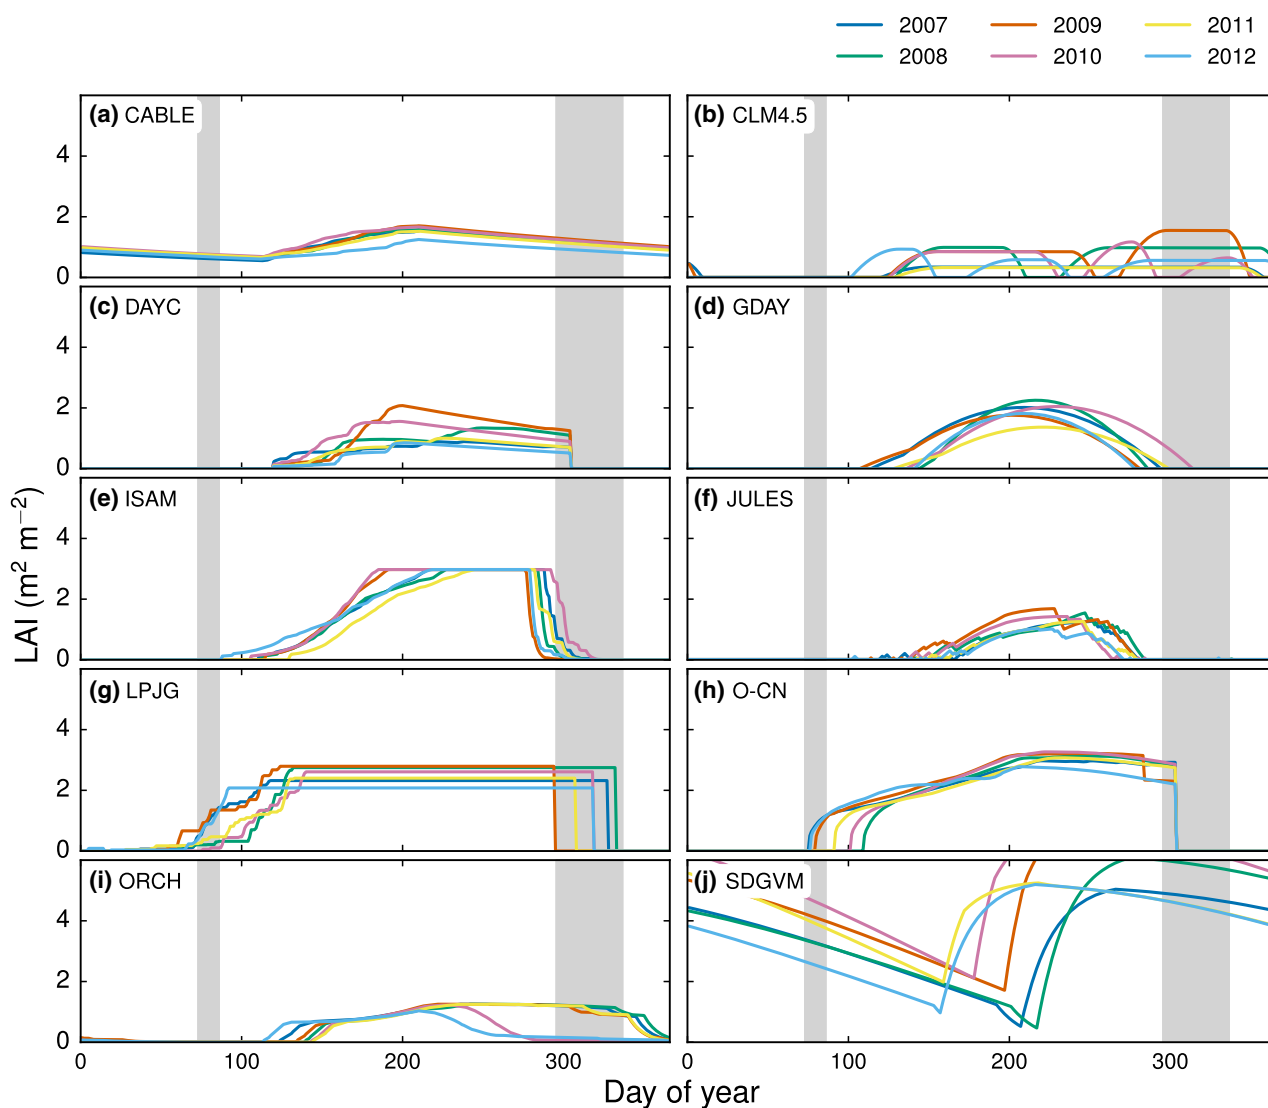 2007 2009 2011
2008 2010 2012
(a) CABLE (b) CLM4.5
4
2
0
(c) DAYC (d) GDAY
4
2
0
(e) ISAM (f) JULES
4
2
0
(g) LPJG (h) O-CN
4
2
0
(i) ORCH (j) SDGVM
4
2
0
0 100 200 300 100 200 300
LAI (m² m⁻²)
Day of year